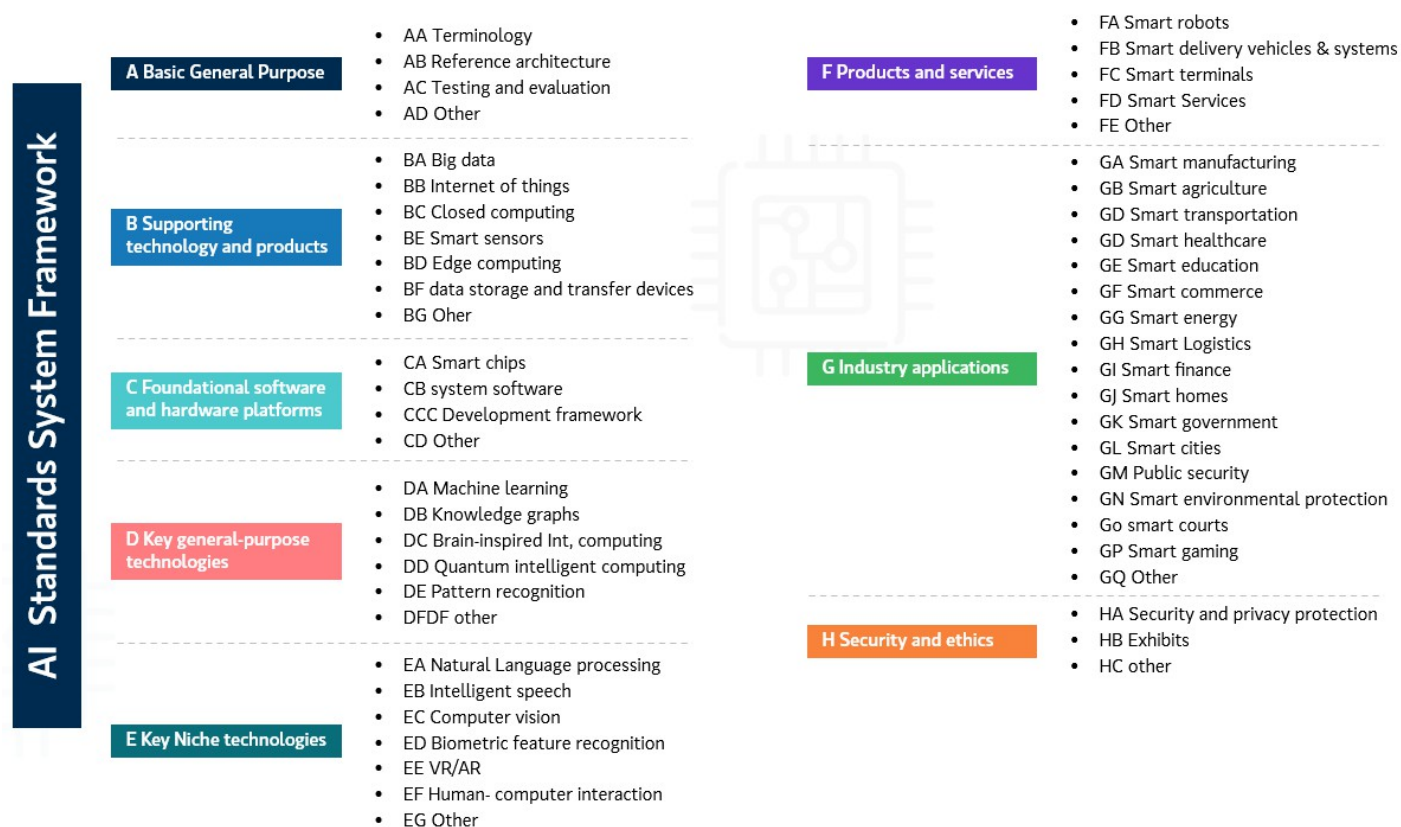 AI Standards System Framework
A Basic General Purpose
AA Terminology
AB Reference architecture
AC Testing and evaluation
AD Other
B Supporting
technology and products
BA Big data
BB Internet of things
BC Closed computing
BE Smart sensors
BD Edge computing
BF data storage and transfer devices
BG Oher
C Foundational software
and hardware platforms
CA Smart chips
CB system software
CCC Development framework
CD Other
D Key general-purpose
technologies
DA Machine learning
DB Knowledge graphs
DC Brain-inspired Int, computing
DD Quantum intelligent computing
DE Pattern recognition
DFDF other
E Key Niche technologies
EA Natural Language processing
EB Intelligent speech
EC Computer vision
ED Biometric feature recognition
EE VR/AR
EF Human- computer interaction
EG Other
F Products and services
FA Smart robots
FB Smart delivery vehicles & systems
FC Smart terminals
FD Smart Services
FE Other
G Industry applications
GA Smart manufacturing
GB Smart agriculture
GD Smart transportation
GD Smart healthcare
GE Smart education
GF Smart commerce
GG Smart energy
GH Smart Logistics
GI Smart finance
GJ Smart homes
GK Smart government
GL Smart cities
GM Public security
GN Smart environmental protection
Go smart courts
GP Smart gaming
GQ Other
H Security and ethics
HA Security and privacy protection
HB Exhibits
HC other